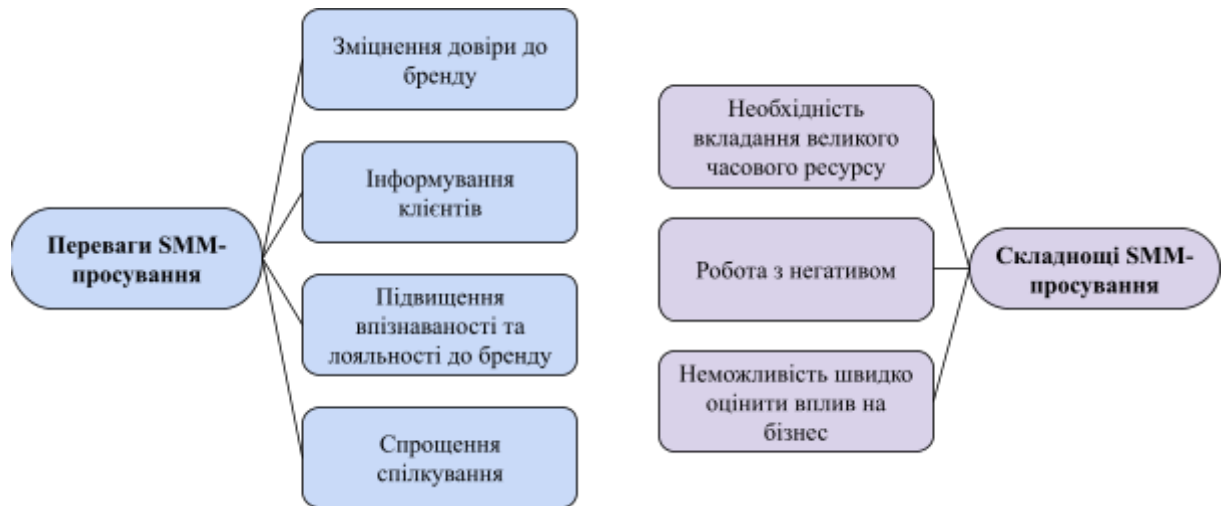 Переваги SMM-
просування
Зміцнення довіри до
бренду
Інформування
клієнтів
Підвищення
впізнаваності та
лояльності до бренду
Спрощення
спілкування
Необхідність
вкладання великого
часового ресурсу
Робота з негативом
Неможливість швидко
оцінити вплив на
бізнес
Складнощі SMM-
просування